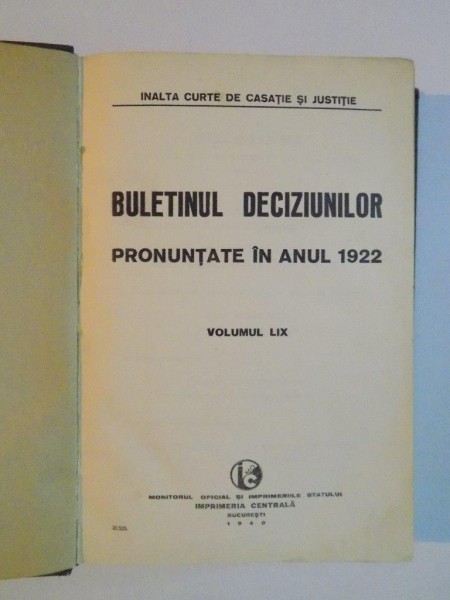 INALTA CURTE DE CASAȚIE ȘI JUSTIȚIE
BULETINUL DECIZIUNILOR
PRONUNȚATE ÎN ANUL 1922
VOLUMUL LIX
MONITORUL OFICIAL ȘI IMPRIMERIILE STATULUI
IMPRIMERIA CENTRALĂ
BUCUREȘTI
1940